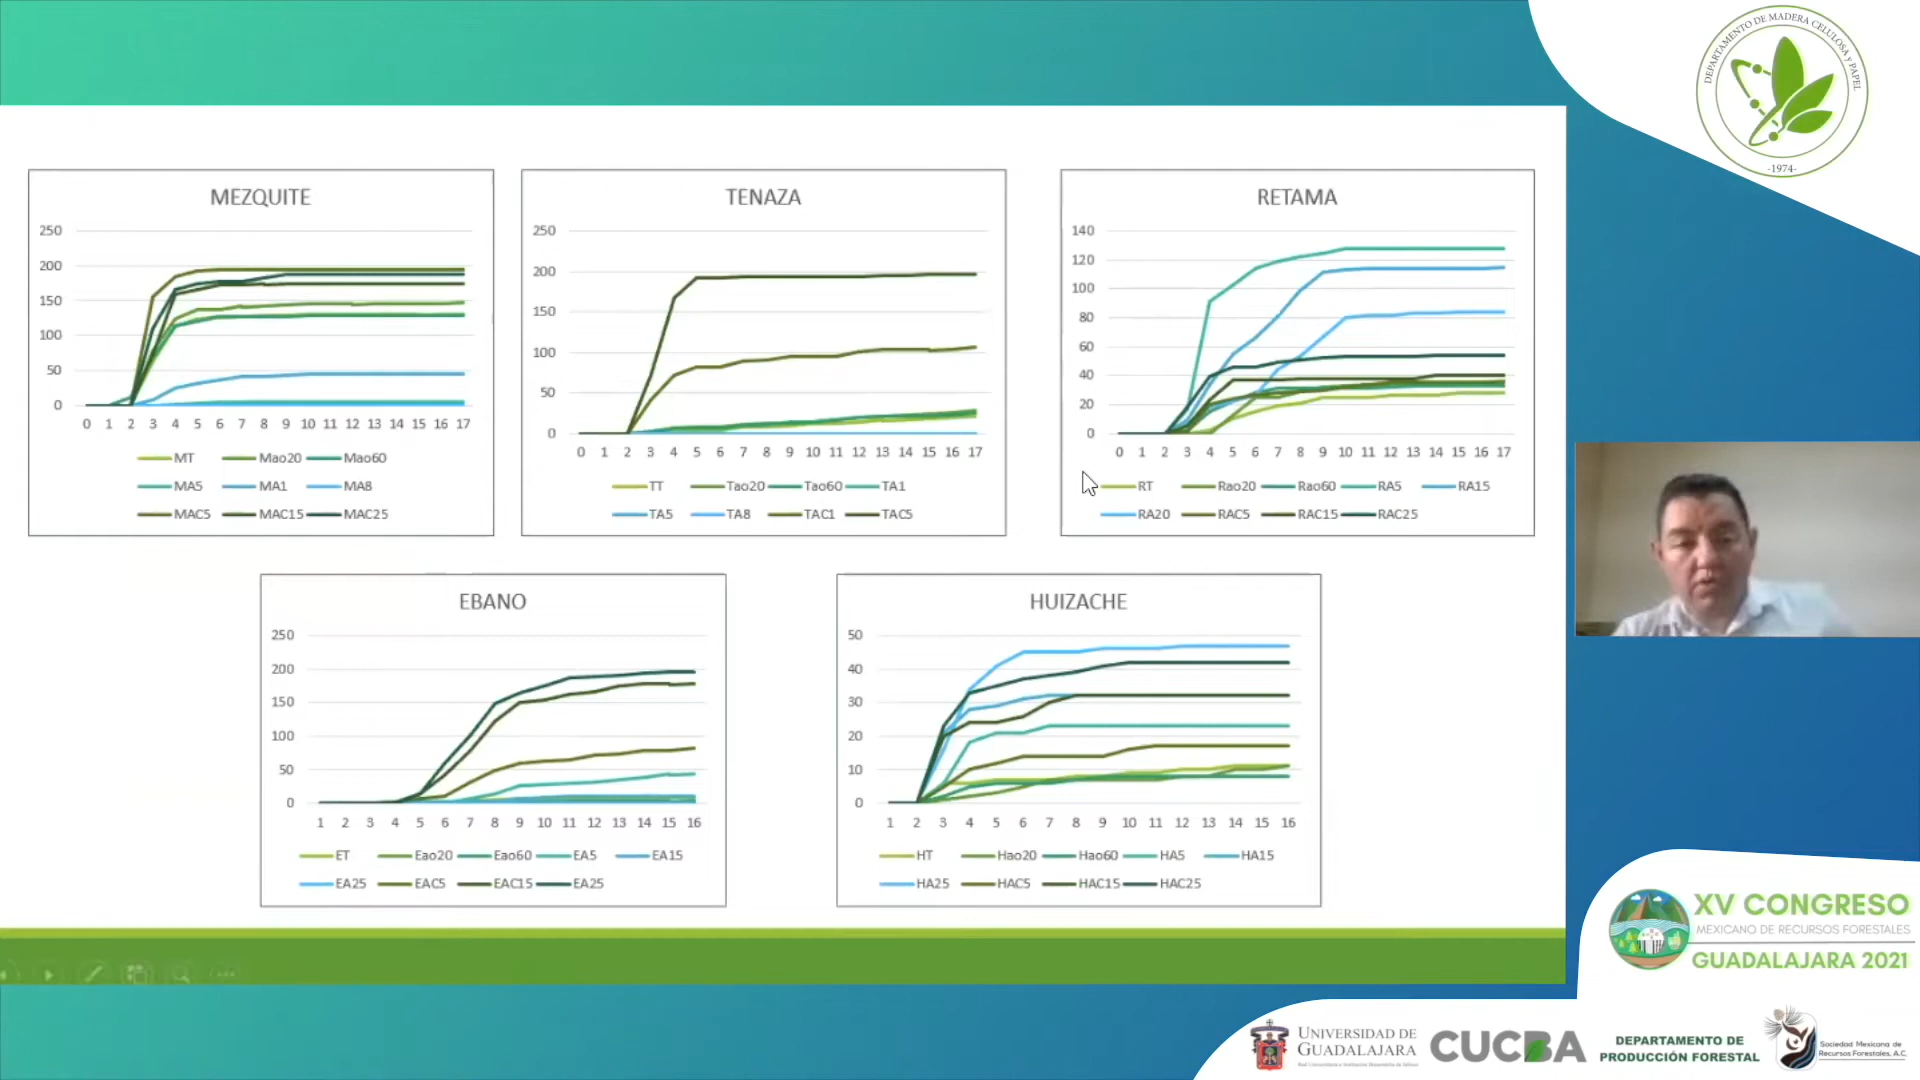 DEPARTAMENTO DE MADERA CELULOSA Y PAPEL
-1974-
MEZQUITE
250
200
150
100
50
0
0 1 2 3 4 5 6 7 8 9 10 11 12 13 14 15 16 17
MT Mao20 Mao60
MA5 MA1 MA8
MAC5 MAC15 MAC25
TENAZA
250
200
150
100
50
0
0 1 2 3 4 5 6 7 8 9 10 11 12 13 14 15 16 17
TT Tao20 Tao60 TA1
TA5 TA8 TAC1 TAC5
RETAMA
140
120
100
80
60
40
20
0
0 1 2 3 4 5 6 7 8 9 10 11 12 13 14 15 16 17
RT Rao20 Rao60 RA5 RA15
RA20 RAC5 RAC15 RAC25
EBANO
250
200
150
100
50
0
1 2 3 4 5 6 7 8 9 10 11 12 13 14 15 16
ET Eao20 Eao60 EA5 EA15
EA25 EAC5 EAC15 EA25
HUIZACHE
50
40
30
20
10
0
1 2 3 4 5 6 7 8 9 10 11 12 13 14 15 16
HT Hao20 Hao60 HA5 HA15
HA25 HAC5 HAC15 HAC25
XV CONGRESO
MEXICANO DE RECURSOS FORESTALES
GUADALAJARA 2021
UNIVERSIDAD DE
GUADALAJARA
CUCBA
DEPARTAMENTO DE
PRODUCCIÓN FORESTAL
Sociedad Mexicana de
Recursos Forestales, A.C.